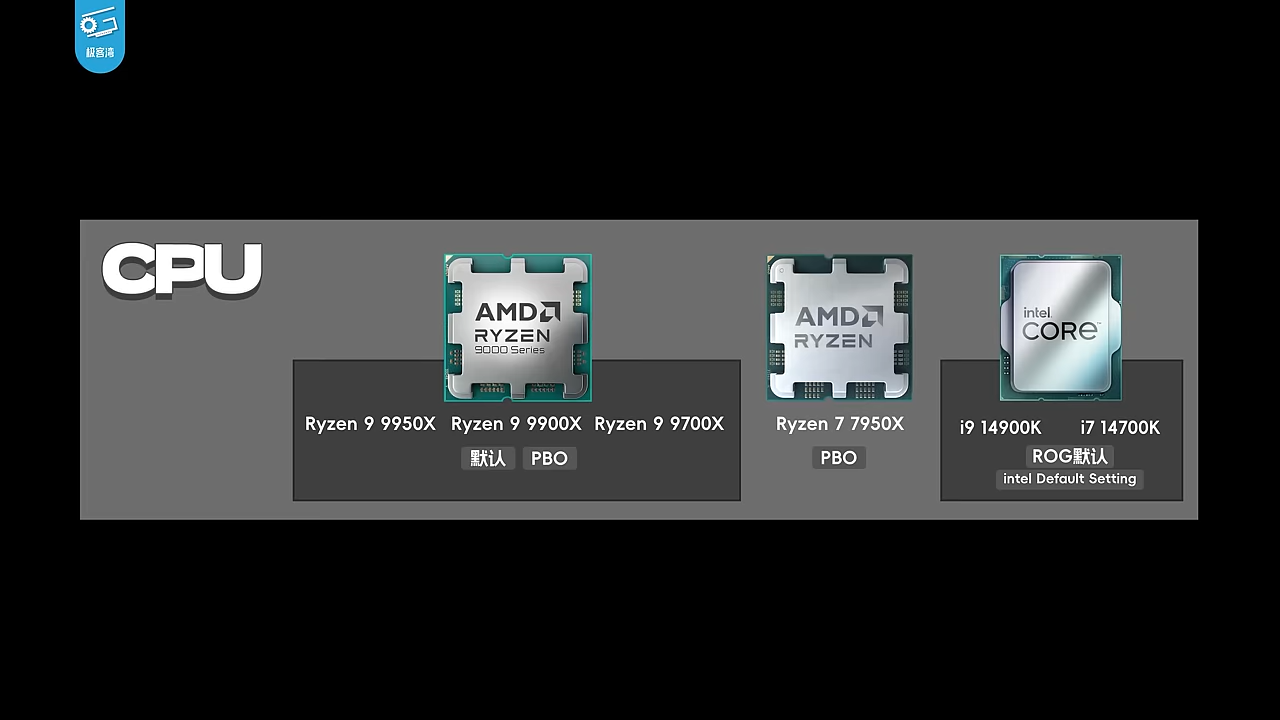 极客湾
CPU
AMD
RYZEN
9000 Series
AMD
RYZEN
intel.
CORE™
Ryzen 9 9950X Ryzen 9 9900X Ryzen 9 9700X
默认 PBO
Ryzen 7 7950X
PBO
i9 14900K i7 14700K
ROG默认
intel Default Setting